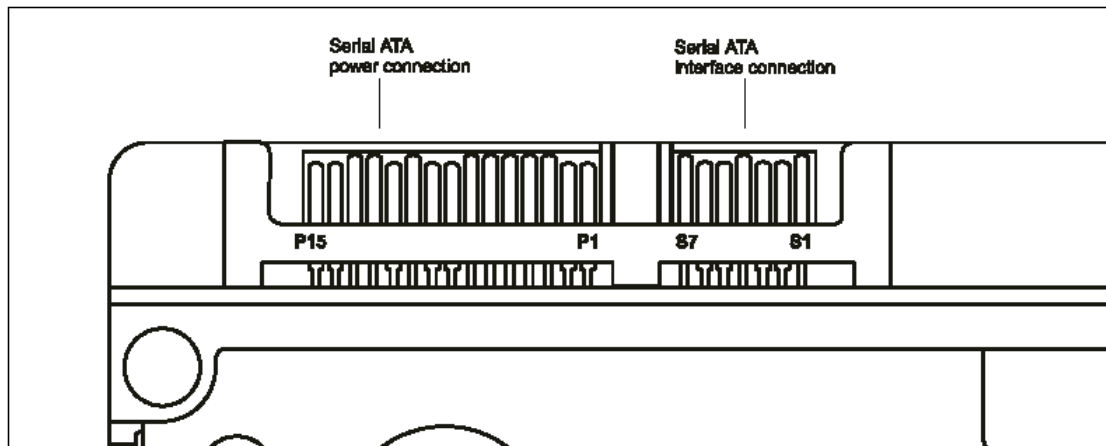 Serial ATA
power connection
Serial ATA
interface connection
P15 P1 S7 S1